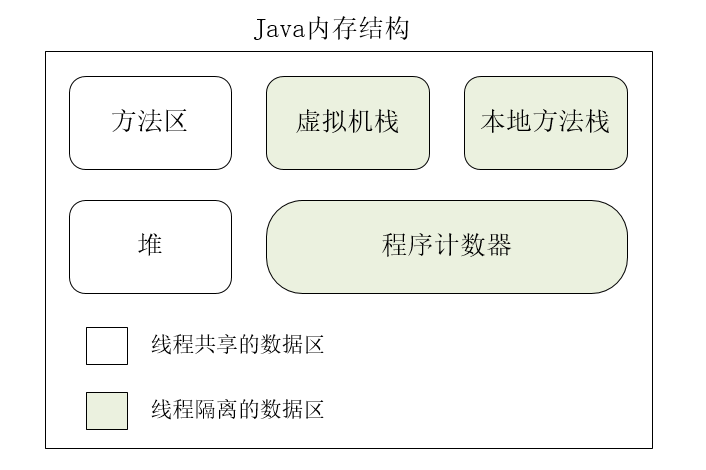 Java内存结构
方法区
虚拟机栈
本地方法栈
堆
程序计数器
线程共享的数据区
线程隔离的数据区